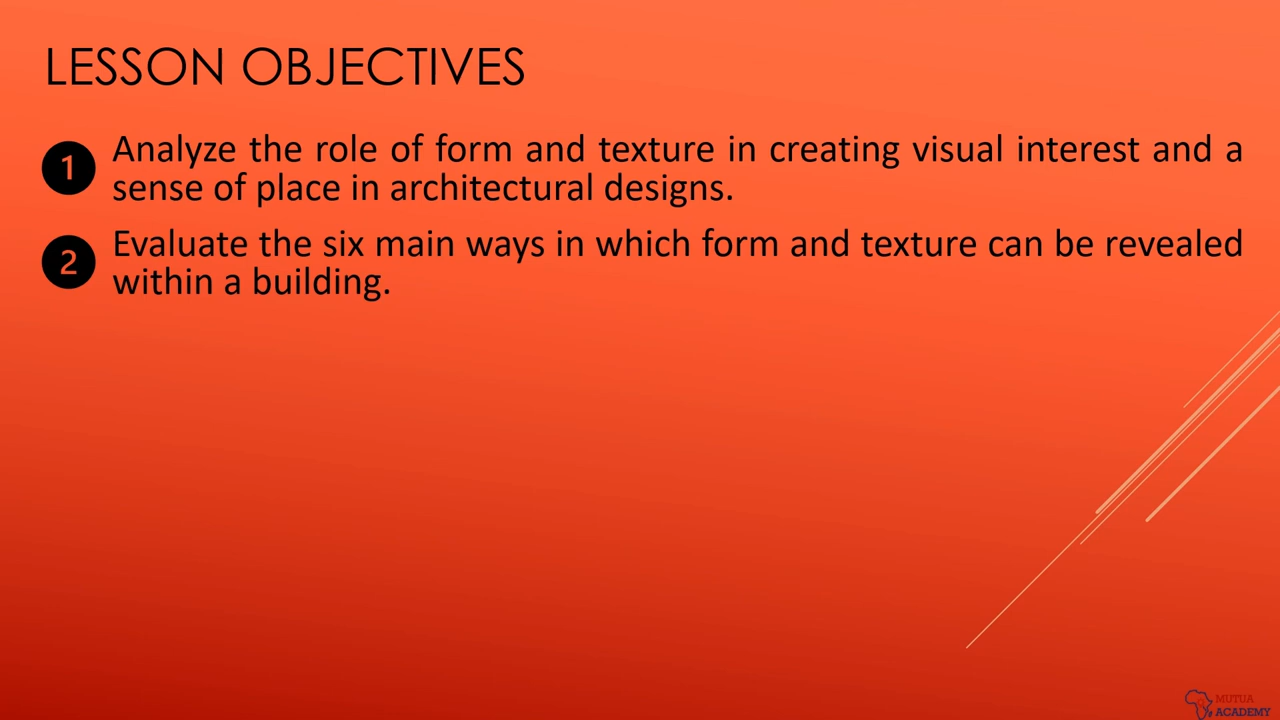 LESSON OBJECTIVES
1 Analyze the role of form and texture in creating visual interest and a
sense of place in architectural designs.
2 Evaluate the six main ways in which form and texture can be revealed
within a building.
MUTUA
ACADEMY